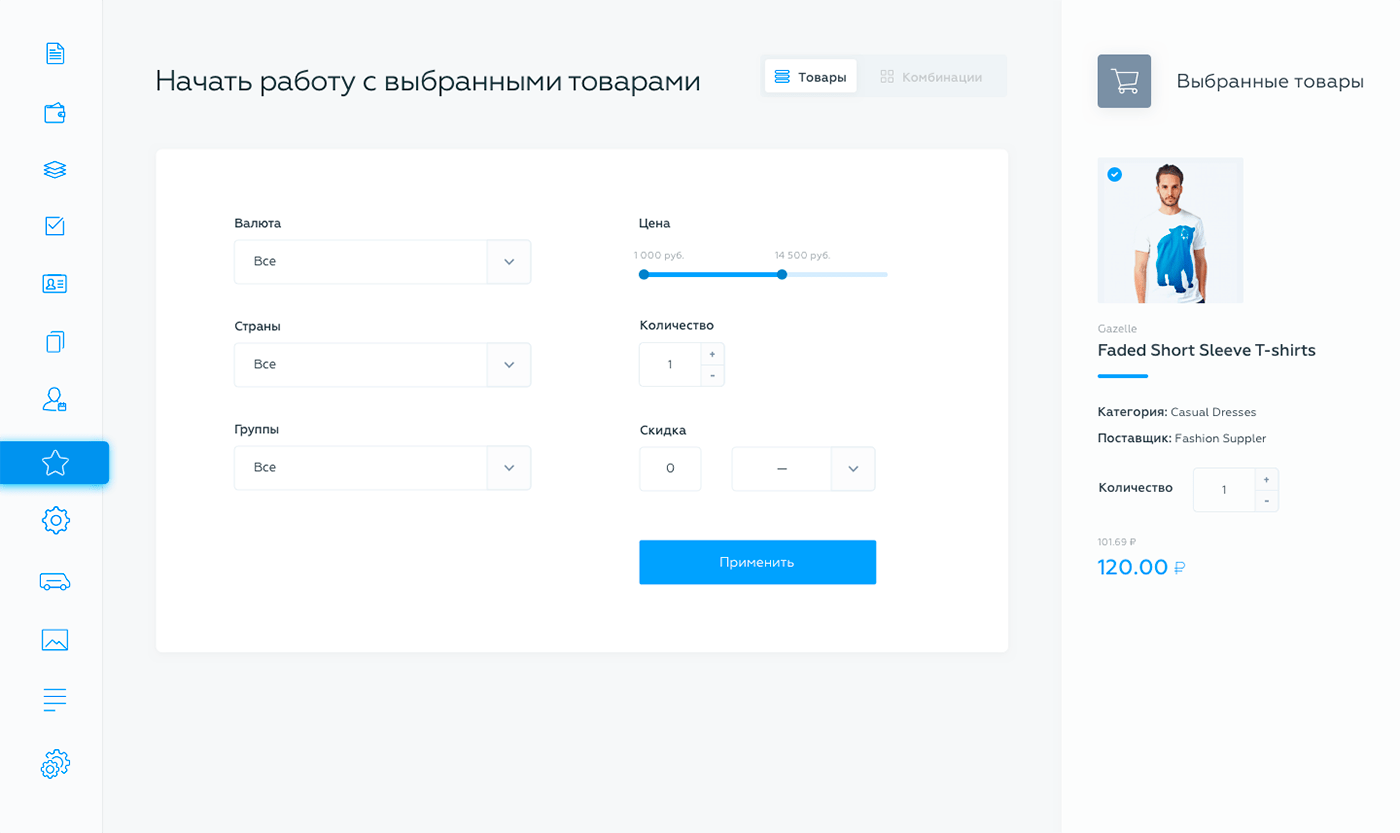 Начать работу с выбранными товарами
Товары
Комбинации
Валюта
Все
Страны
Все
Группы
Все
Цена
1 000 руб.
14 500 руб.
Количество
1
+
-
Скидка
0
—
Применить
Выбранные товары
Gazelle
Faded Short Sleeve T-shirts
Категория: Casual Dresses
Поставщик: Fashion Suppler
Количество
1
+
-
101.69 ₽
120.00 ₽